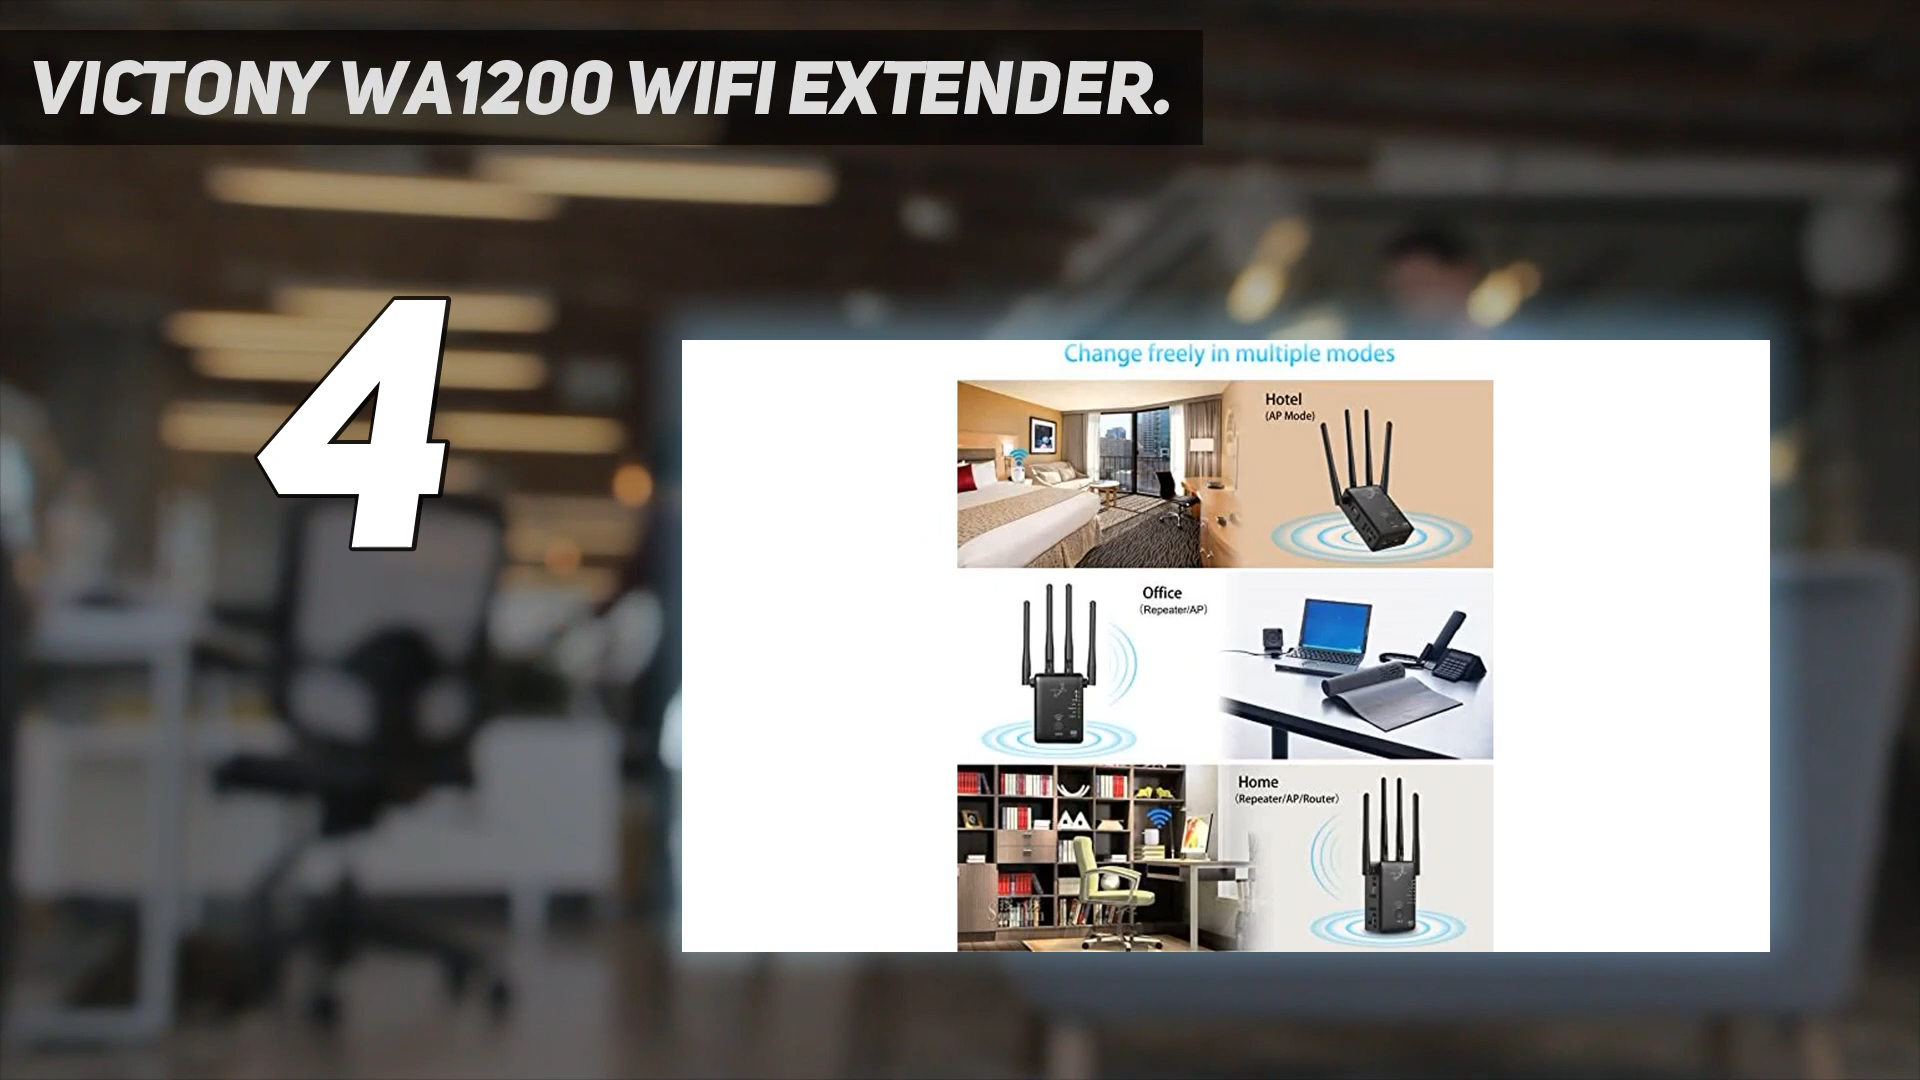 VICTONY WA1200 WIFI EXTENDER.
4
Change freely in multiple modes
Hotel
(AP Mode)
Office
(Repeater/AP)
Home
(Repeater/AP/Router)